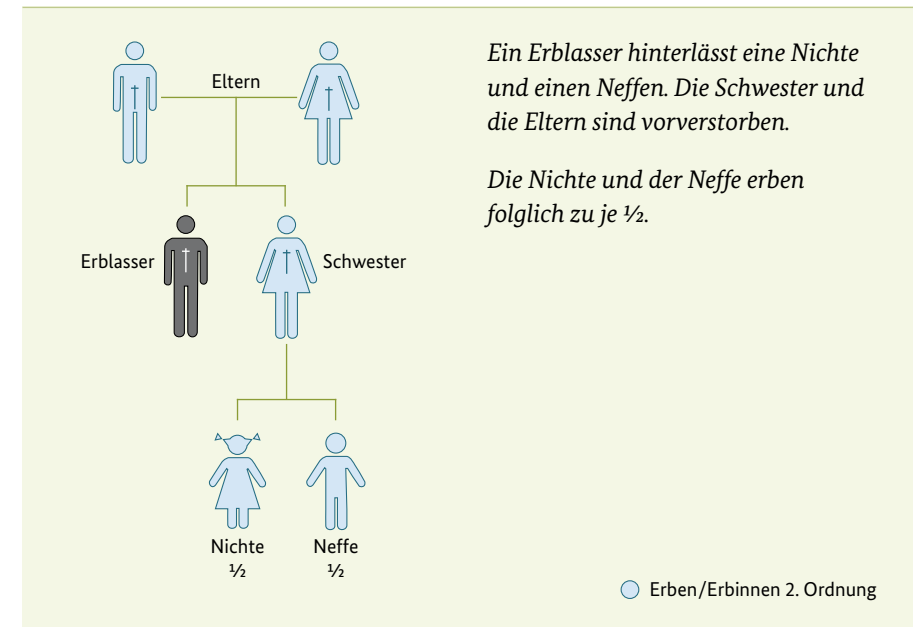 Eltern
Ein Erblasser hinterlässt eine Nichte
und einen Neffen. Die Schwester und
die Eltern sind vorverstorben.
Die Nichte und der Neffe erben
folglich zu je ½.
Erblasser
Schwester
Nichte
½
Neffe
½
Erben/Erbinnen 2. Ordnung